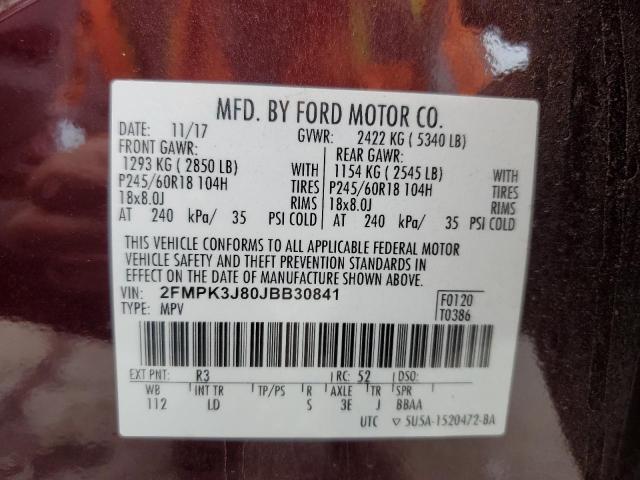 MFD. BY FORD MOTOR CO.
DATE: 11/17 GVWR: 2422 KG ( 5340 LB)
FRONT GAWR: REAR GAWR:
1293 KG ( 2850 LB) WITH 1154 KG ( 2545 LB) WITH
P245/60R18 104H TIRES P245/60R18 104H TIRES
18x8.0J RIMS 18x8.0J RIMS
AT 240 kPa/ 35 PSI COLD AT 240 kPa/ 35 PSI COLD
THIS VEHICLE CONFORMS TO ALL APPLICABLE FEDERAL MOTOR
VEHICLE SAFETY AND THEFT PREVENTION STANDARDS IN
EFFECT ON THE DATE OF MANUFACTURE SHOWN ABOVE.
VIN: 2FMPK3J80JBB30841 F0120
TYPE: MPV T0386
EXT PNT: R3 RC: 52 DSO:
WB INT TR TP/PS R AXLE TR SPR
112 LD S 3E J BBAA
UTC ▽ 5U5A-1520472-BA